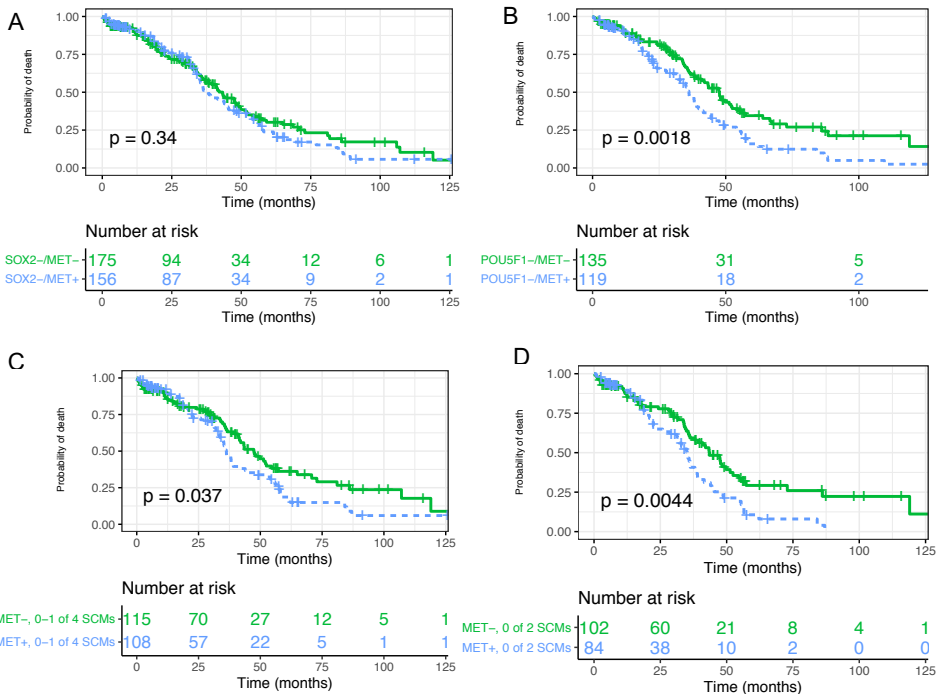 A
Probability of death
1.00
0.75
0.50
0.25
0.00
p = 0.34
0 25 50 75 100 125
Time (months)
Number at risk
SOX2−/MET− 175 94 34 12 6 1
SOX2−/MET+ 156 87 34 9 2 1
0 25 50 75 100 125
Time (months)
B
Probability of death
1.00
0.75
0.50
0.25
0.00
p = 0.0018
0 50 100
Time (months)
Number at risk
POU5F1−/MET− 135 31 5
POU5F1−/MET+ 119 18 2
0 50 100
Time (months)
C
Probability of death
1.00
0.75
0.50
0.25
0.00
p = 0.037
0 25 50 75 100 125
Time (months)
Number at risk
MET−, 0−1 of 4 SCMs 115 70 27 12 5 1
MET+, 0−1 of 4 SCMs 108 57 22 5 1 1
0 25 50 75 100 125
Time (months)
D
Probability of death
1.00
0.75
0.50
0.25
0.00
p = 0.0044
0 25 50 75 100 125
Time (months)
Number at risk
MET−, 0 of 2 SCMs 102 60 21 8 4 1
MET+, 0 of 2 SCMs 84 38 10 2 0 0
0 25 50 75 100 125
Time (months)